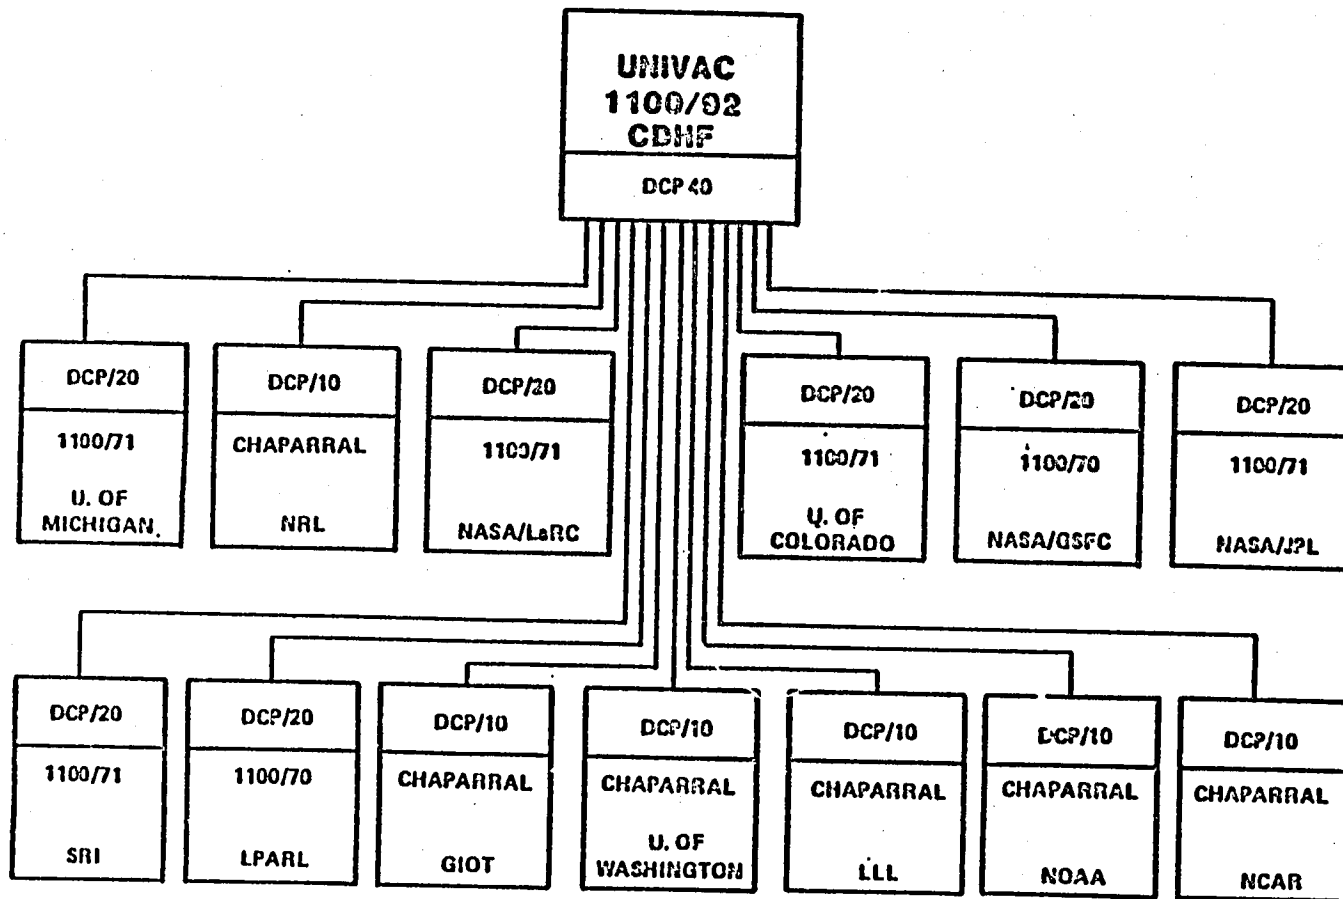 UNIVAC
1100/92
CDHF
DCP 40
DCP/20
1100/71
U. OF
MICHIGAN.
DCP/10
CHAPARRAL
NRL
DCP/20
1100/71
NASA/LaRC
DCP/20
1100/71
U. OF
COLORADO
DCP/20
1100/70
NASA/GSFC
DCP/20
1100/71
NASA/JPL
DCP/20
1100/71
SRI
DCP/20
1100/70
LPARL
DCP/10
CHAPARRAL
GIOT
DCP/10
CHAPARRAL
U. OF
WASHINGTON
DCP/10
CHAPARRAL
LLL
DCP/10
CHAPARRAL
NOAA
DCP/10
CHAPARRAL
NCAR